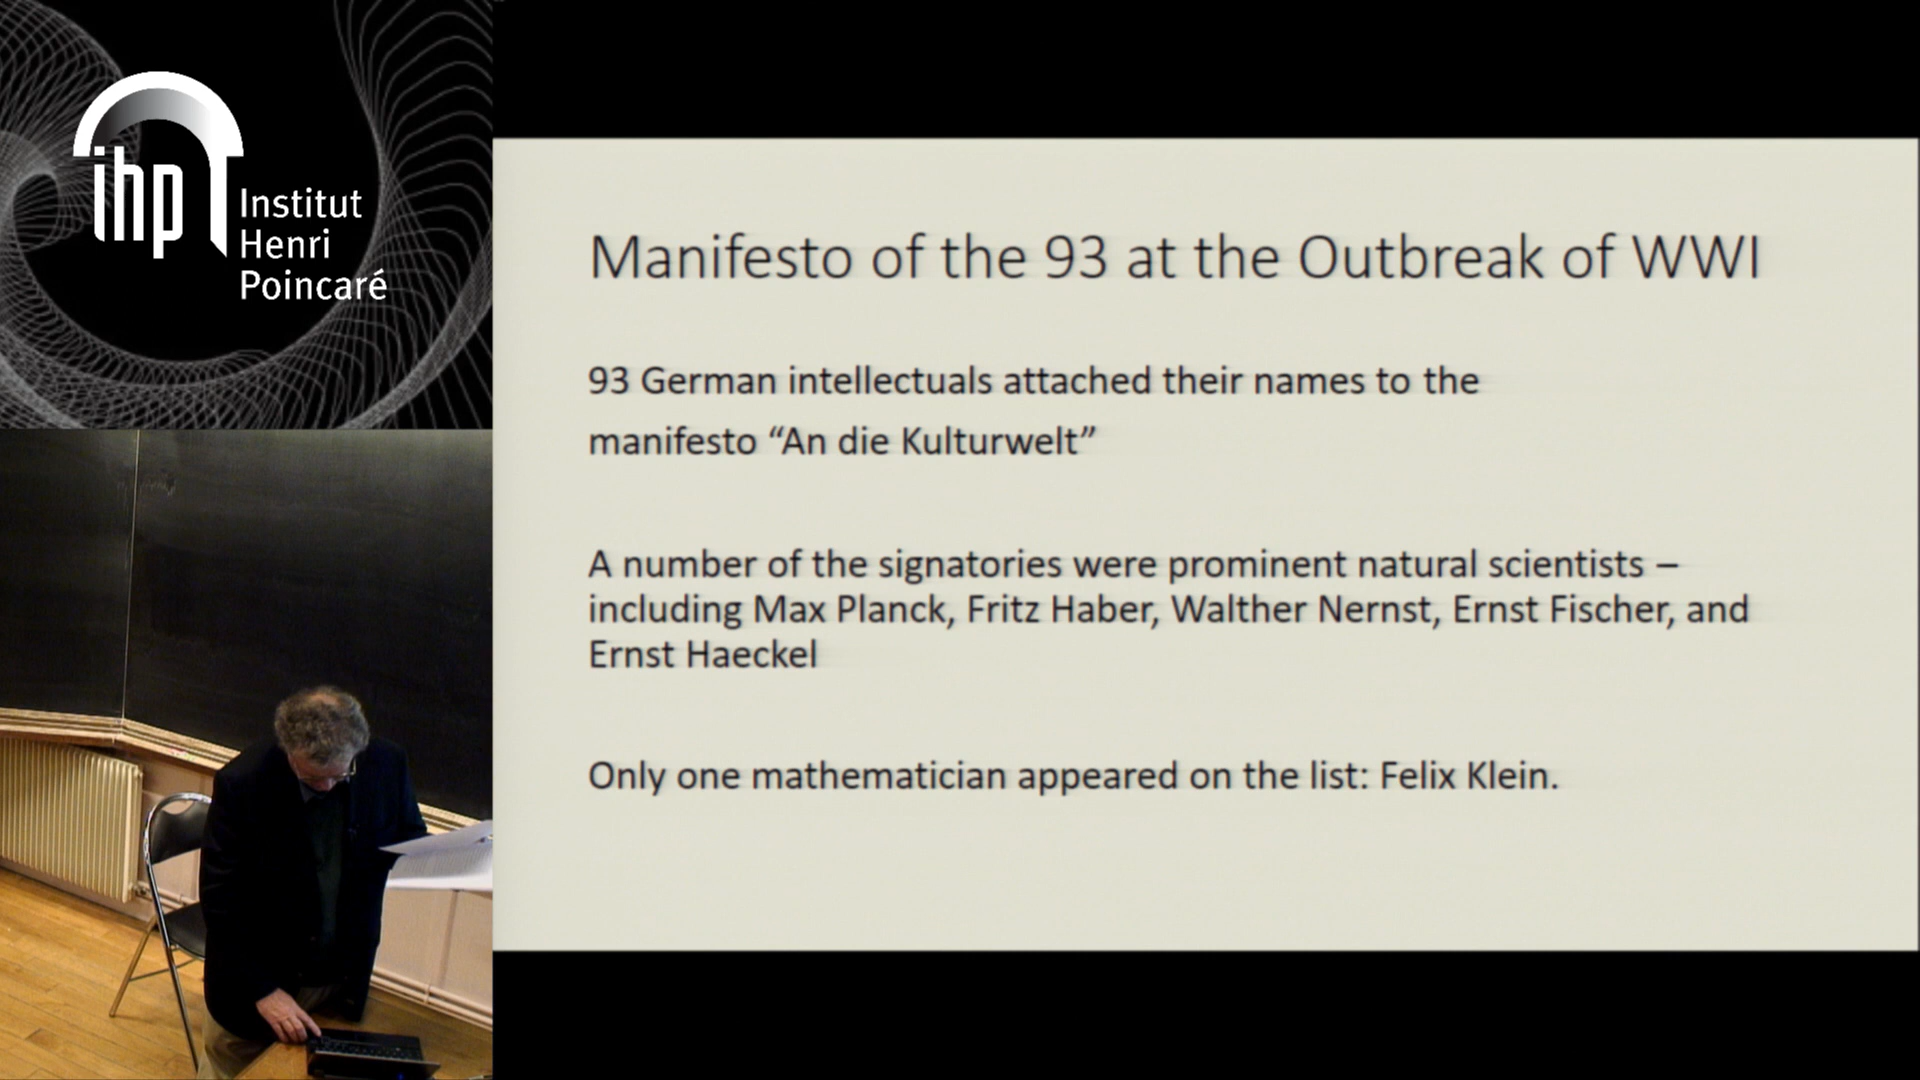 ihp
Institut
Henri
Poincaré
Manifesto of the 93 at the Outbreak of WWI
93 German intellectuals attached their names to the
manifesto “An die Kulturwelt”
A number of the signatories were prominent natural scientists –
including Max Planck, Fritz Haber, Walther Nernst, Ernst Fischer, and
Ernst Haeckel
Only one mathematician appeared on the list: Felix Klein.